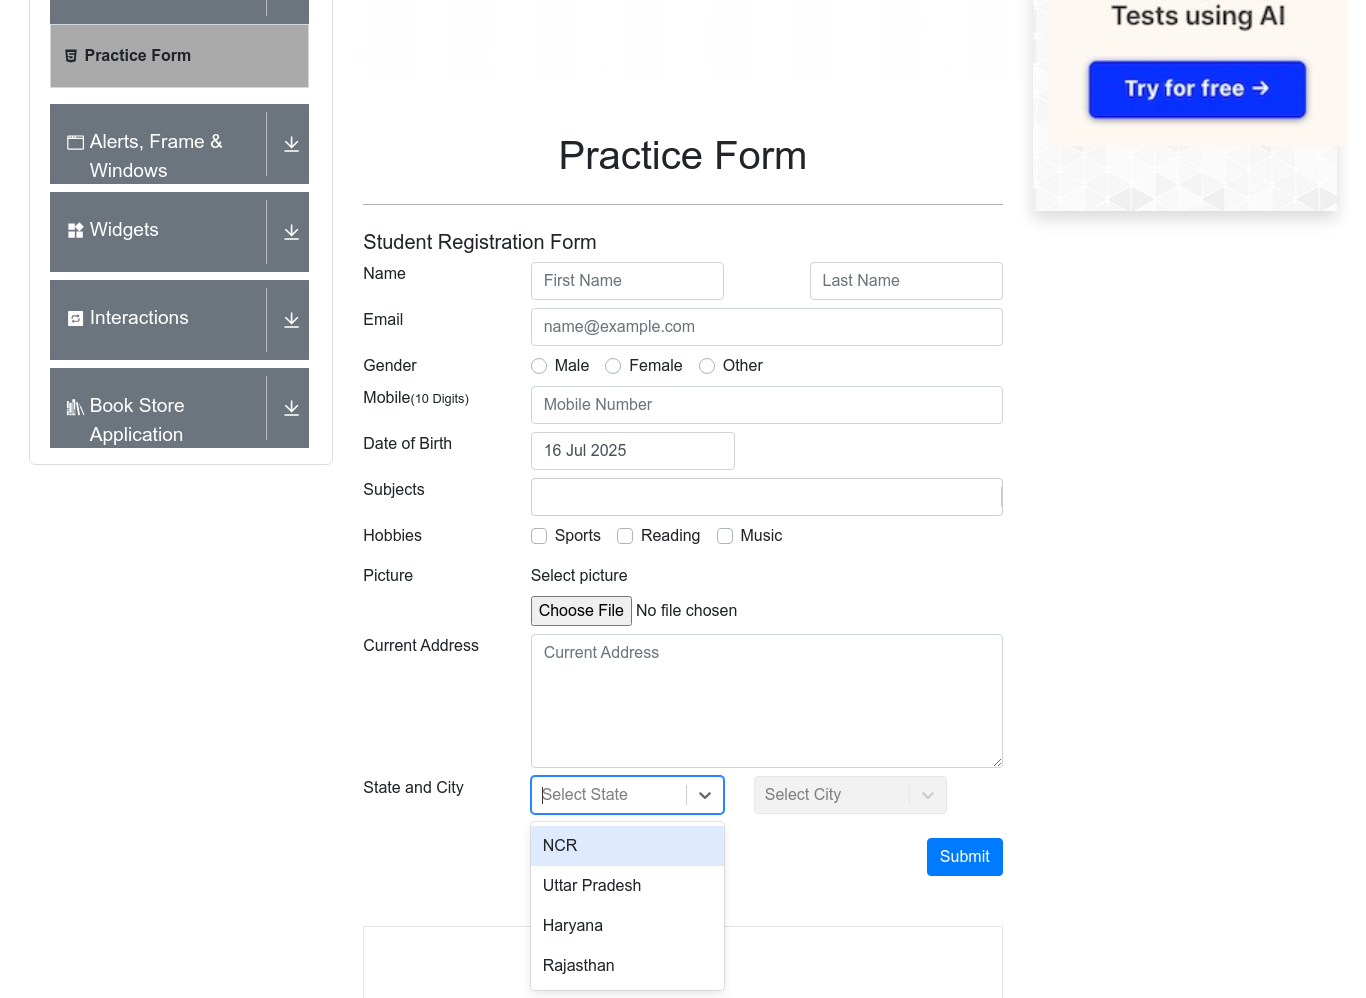 Practice Form
Alerts, Frame &
Windows
Widgets
Interactions
Book Store
Application
Tests using AI
Try for free →
Practice Form
Student Registration Form
Name
First Name
Last Name
Email
name@example.com
Gender
Male
Female
Other
Mobile(10 Digits)
Mobile Number
Date of Birth
16 Jul 2025
Subjects
Hobbies
Sports
Reading
Music
Picture
Select picture
Choose File No file chosen
Current Address
Current Address
State and City
Select State
Select City
NCR
Uttar Pradesh
Haryana
Rajasthan
Submit